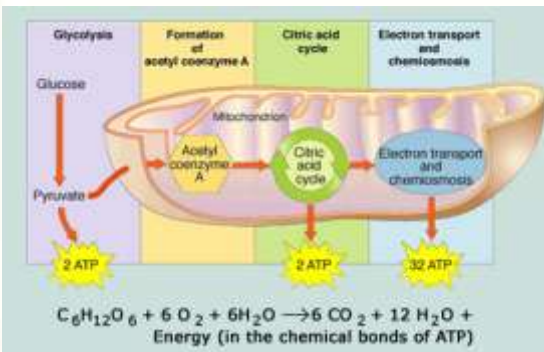 Glycolysis
Formation
of
acetyl coenzyme A
Citric acid
cycle
Electron transport
and
chemiosmosis
Glucose
Mitochondrion
Acetyl
coenzyme
A
Citric
acid
cycle
Electron transport
and
chemiosmosis
Pyruvate
2 ATP
2 ATP
32 ATP
C6H12O6 + 6 O2 + 6H2O →6 CO2 + 12 H2O +
Energy (in the chemical bonds of ATP)